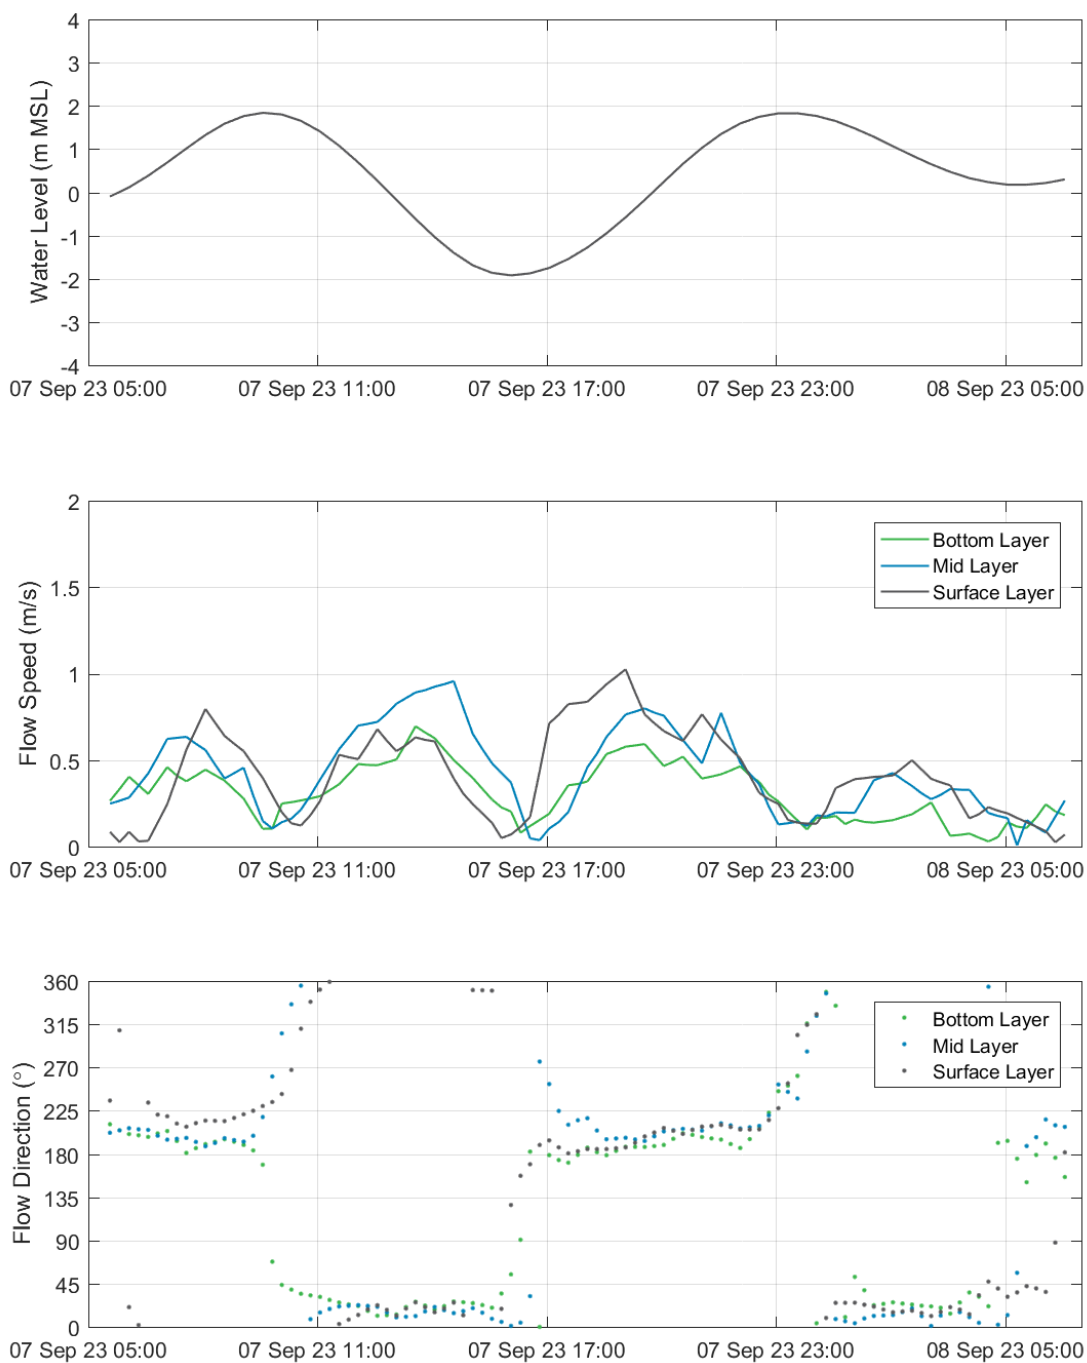 4
3
2
1
0
-1
-2
-3
-4
Water Level (m MSL)
07 Sep 23 05:00 07 Sep 23 11:00 07 Sep 23 17:00 07 Sep 23 23:00 08 Sep 23 05:00
2
1.5
1
0.5
0
Flow Speed (m/s)
Bottom Layer
Mid Layer
Surface Layer
07 Sep 23 05:00 07 Sep 23 11:00 07 Sep 23 17:00 07 Sep 23 23:00 08 Sep 23 05:00
360
315
270
225
180
135
90
45
0
Flow Direction (°)
Bottom Layer
Mid Layer
Surface Layer
07 Sep 23 05:00 07 Sep 23 11:00 07 Sep 23 17:00 07 Sep 23 23:00 08 Sep 23 05:00